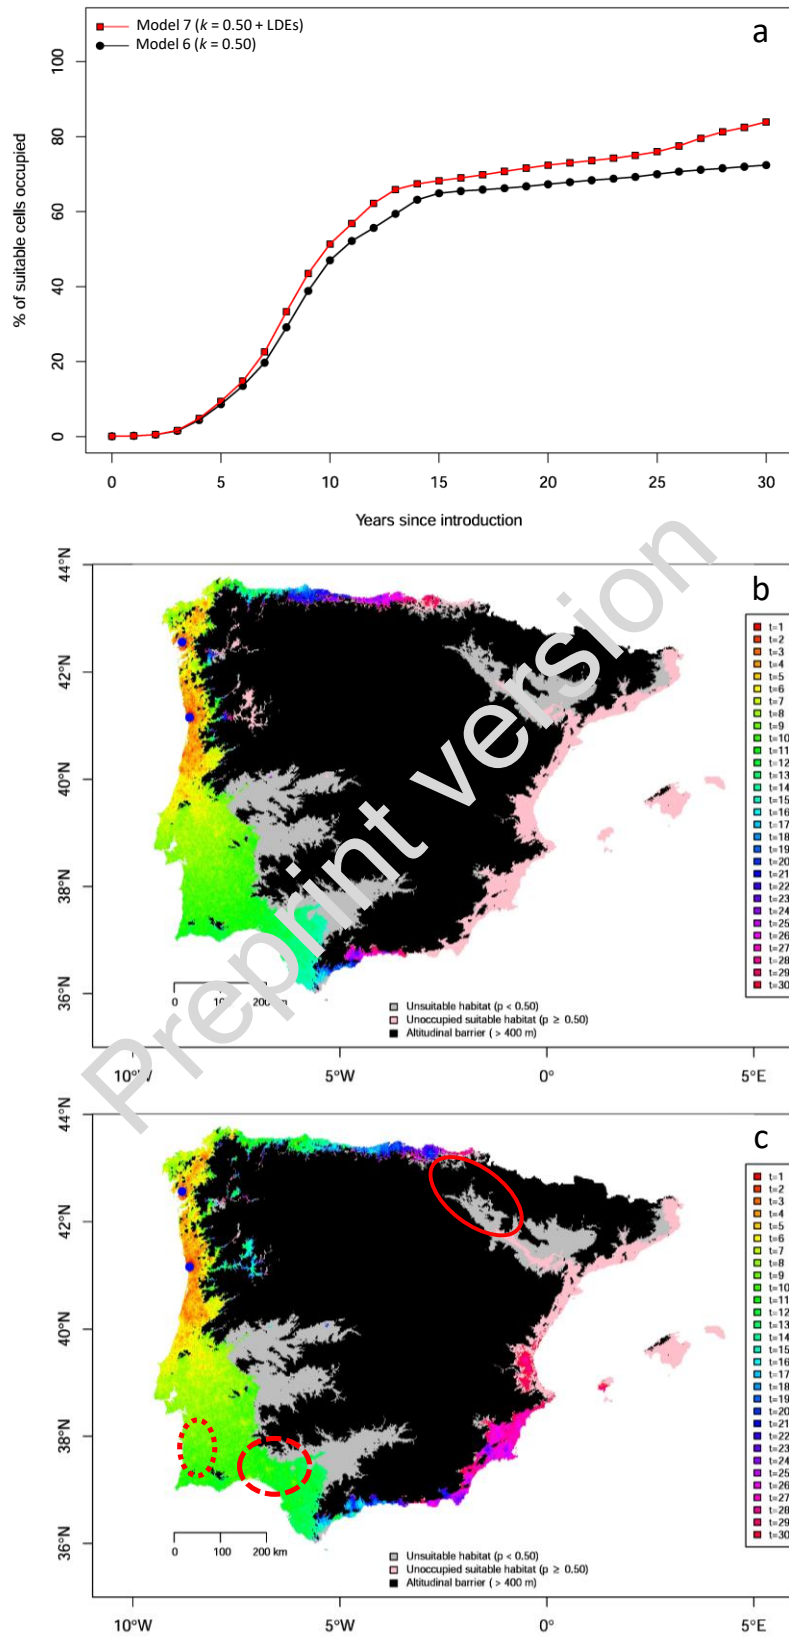 a
Model 7 (k = 0.50 + LDEs)
Model 6 (k = 0.50)
% of suitable cells occupied
100
80
60
40
20
0
0 5 10 15 20 25 30
Years since introduction
b
44°N
42°N
40°N
38°N
36°N
t=1
t=2
t=3
t=4
t=5
t=6
t=7
t=8
t=9
t=10
t=11
t=12
t=13
t=14
t=15
t=16
t=17
t=18
t=19
t=20
t=21
t=22
t=23
t=24
t=25
t=26
t=27
t=28
t=29
t=30
0 100 200 km
Unsuitable habitat (p < 0.50)
Unoccupied suitable habitat (p ≥ 0.50)
Altitudinal barrier ( > 400 m)
10°W 5°W 0° 5°E
Preprint version
c
44°N
42°N
40°N
38°N
36°N
t=1
t=2
t=3
t=4
t=5
t=6
t=7
t=8
t=9
t=10
t=11
t=12
t=13
t=14
t=15
t=16
t=17
t=18
t=19
t=20
t=21
t=22
t=23
t=24
t=25
t=26
t=27
t=28
t=29
t=30
0 100 200 km
Unsuitable habitat (p < 0.50)
Unoccupied suitable habitat (p ≥ 0.50)
Altitudinal barrier ( > 400 m)
10°W 5°W 0° 5°E